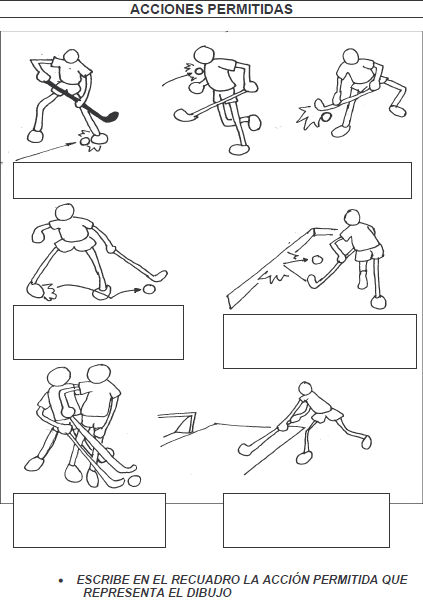 ACCIONES PERMITIDAS
• ESCRIBE EN EL RECUADRO LA ACCIÓN PERMITIDA QUE
REPRESENTA EL DIBUJO